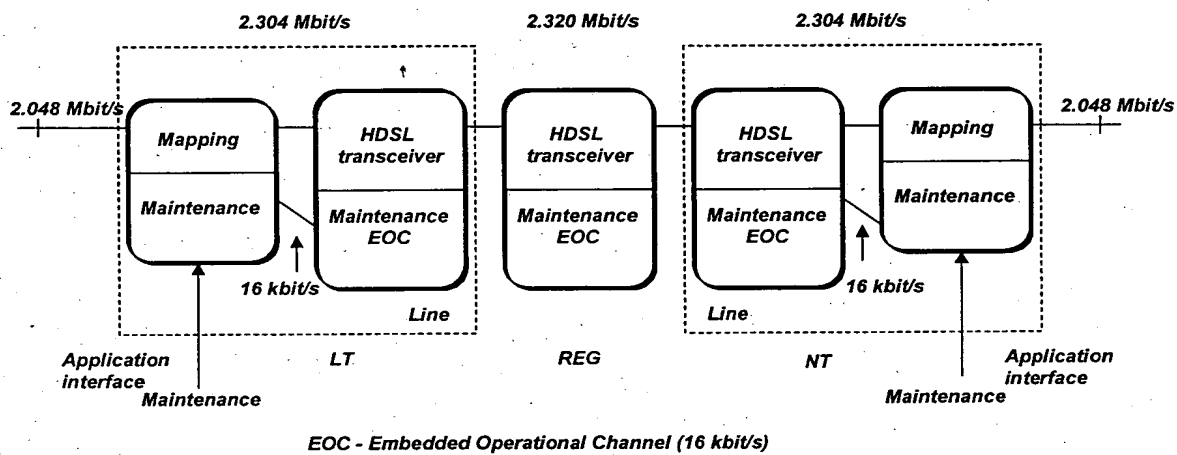 2.304 Mbit/s
2.320 Mbit/s
2.304 Mbit/s
2.048 Mbit/s
Mapping
Maintenance
HDSL
transceiver
Maintenance
EOC
HDSL
transceiver
Maintenance
EOC
HDSL
transceiver
Maintenance
EOC
Mapping
Maintenance
2.048 Mbit/s
16 kbit/s
Line
Line
16 kbit/s
Application
interface
Maintenance
LT
REG
NT
Application
interface
Maintenance
EOC - Embedded Operational Channel (16 kbit/s)